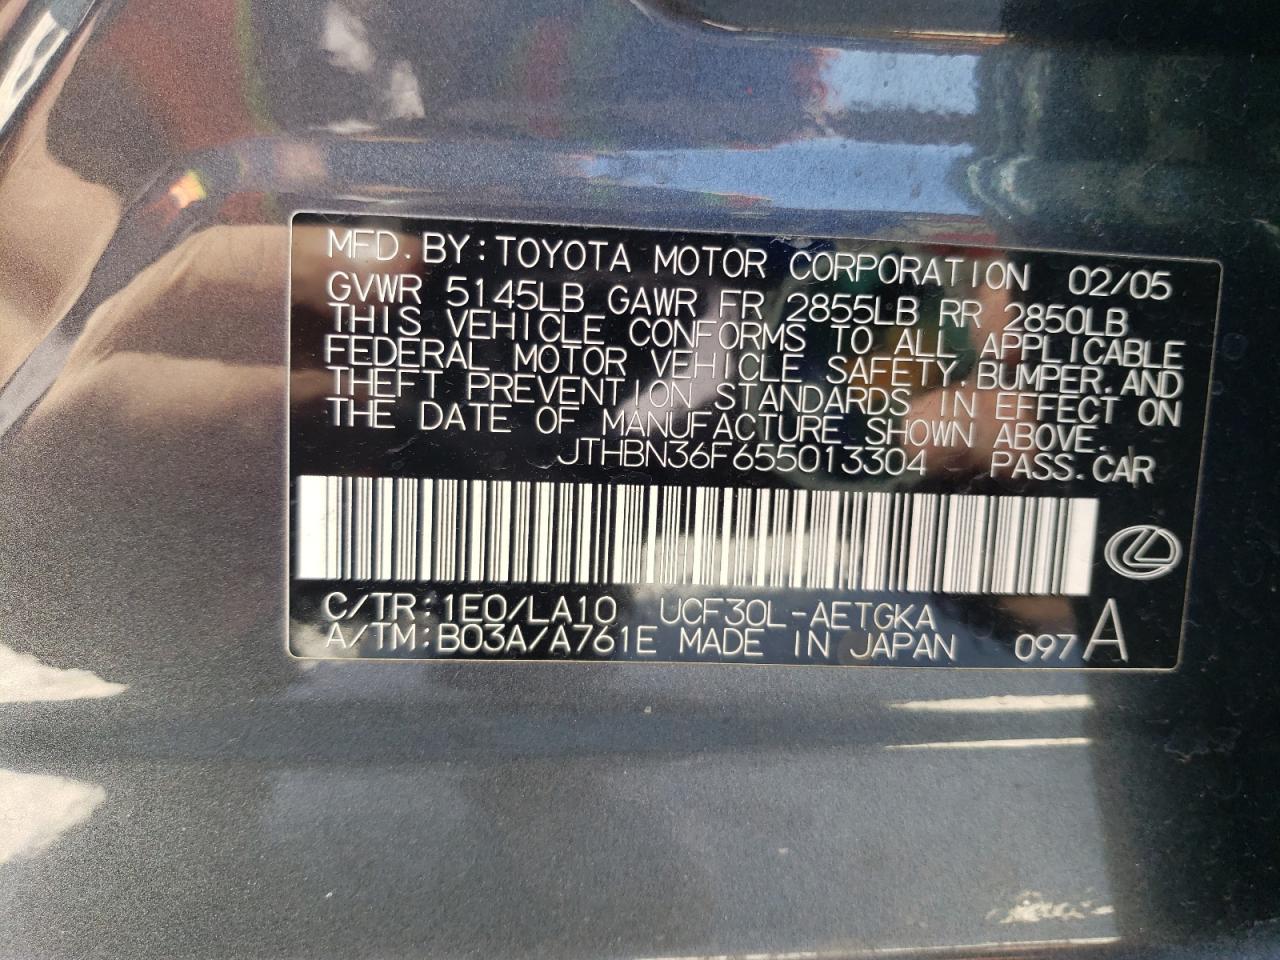 MFD. BY: TOYOTA MOTOR CORPORATION 02/05
GVWR 5145LB GAWR FR 2855LB RR 2850LB
THIS VEHICLE CONFORMS TO ALL APPLICABLE
FEDERAL MOTOR VEHICLE SAFETY, BUMPER, AND
THEFT PREVENTION STANDARDS IN EFFECT ON
THE DATE OF MANUFACTURE SHOWN ABOVE.
JTHBN36F655013304 PASS. CAR
C/TR: 1E0/LA10 UCF30L-AETGKA
A/TM: B03A/A761E MADE IN JAPAN 097 A